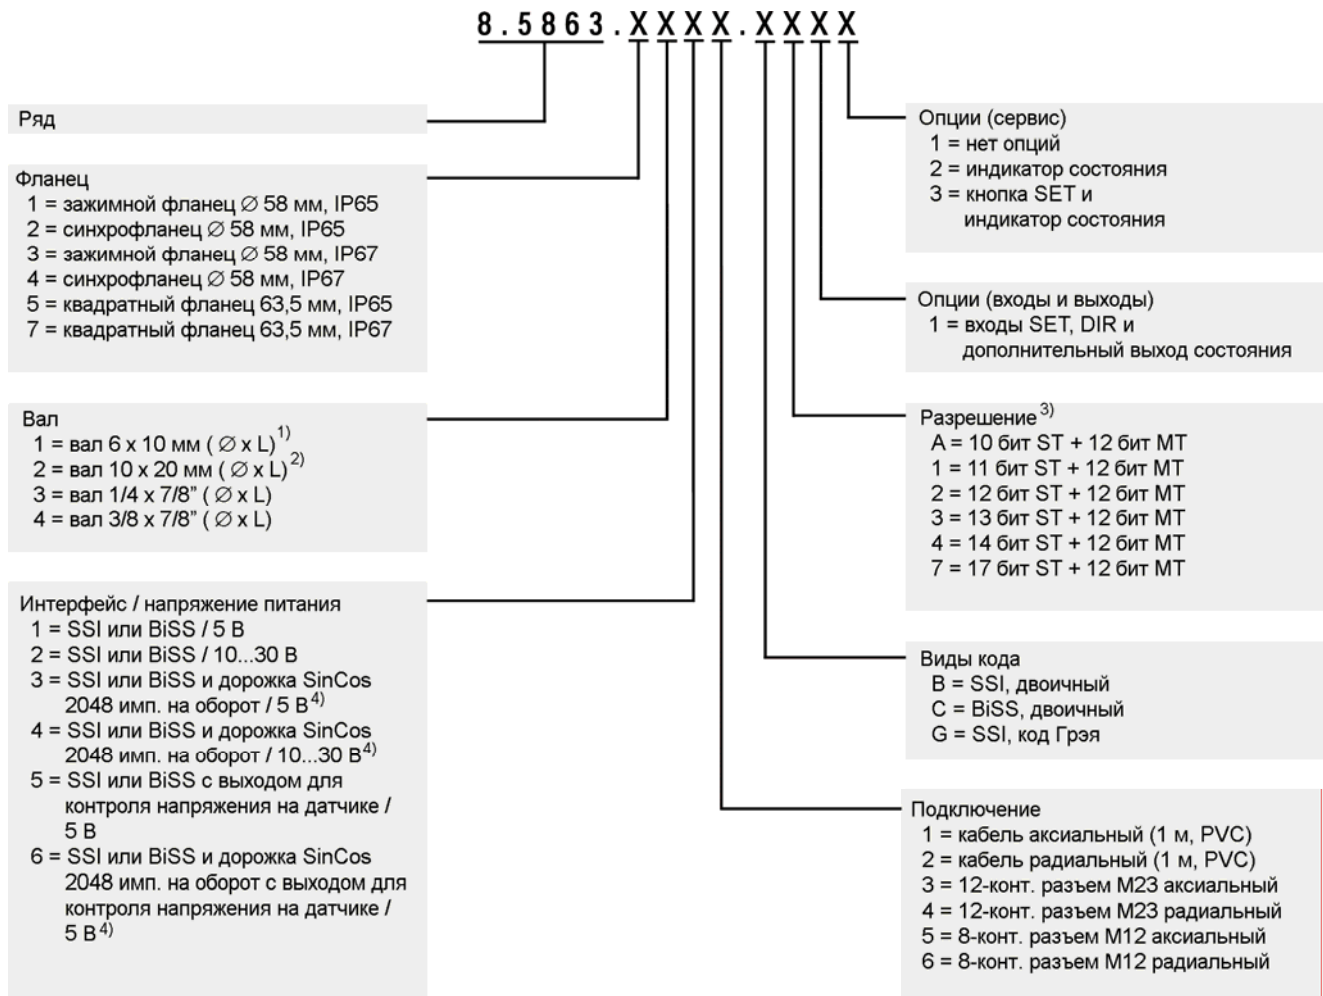 8.5863.XXXX.XXXX
Ряд
Фланец
1 = зажимной фланец ∅ 58 мм, IP65
2 = синхрофланец ∅ 58 мм, IP65
3 = зажимной фланец ∅ 58 мм, IP67
4 = синхрофланец ∅ 58 мм, IP67
5 = квадратный фланец 63,5 мм, IP65
7 = квадратный фланец 63,5 мм, IP67
Вал
1 = вал 6 x 10 мм ( ∅ x L)1)
2 = вал 10 x 20 мм ( ∅ x L)2)
3 = вал 1/4 x 7/8” ( ∅ x L)
4 = вал 3/8 x 7/8” ( ∅ x L)
Интерфейс / напряжение питания
1 = SSI или BiSS / 5 В
2 = SSI или BiSS / 10...30 В
3 = SSI или BiSS и дорожка SinCos
2048 имп. на оборот / 5 В4)
4 = SSI или BiSS и дорожка SinCos
2048 имп. на оборот / 10...30 В4)
5 = SSI или BiSS с выходом для
контроля напряжения на датчике /
5 В
6 = SSI или BiSS и дорожка SinCos
2048 имп. на оборот с выходом для
контроля напряжения на датчике /
5 В4)
Опции (сервис)
1 = нет опций
2 = индикатор состояния
3 = кнопка SET и
индикатор состояния
Опции (входы и выходы)
1 = входы SET, DIR и
дополнительный выход состояния
Разрешение3)
A = 10 бит ST + 12 бит MT
1 = 11 бит ST + 12 бит MT
2 = 12 бит ST + 12 бит MT
3 = 13 бит ST + 12 бит MT
4 = 14 бит ST + 12 бит MT
7 = 17 бит ST + 12 бит MT
Виды кода
B = SSI, двоичный
C = BiSS, двоичный
G = SSI, код Грэя
Подключение
1 = кабель аксиальный (1 м, PVC)
2 = кабель радиальный (1 м, PVC)
3 = 12-конт. разъем M23 аксиальный
4 = 12-конт. разъем M23 радиальный
5 = 8-конт. разъем M12 аксиальный
6 = 8-конт. разъем M12 радиальный